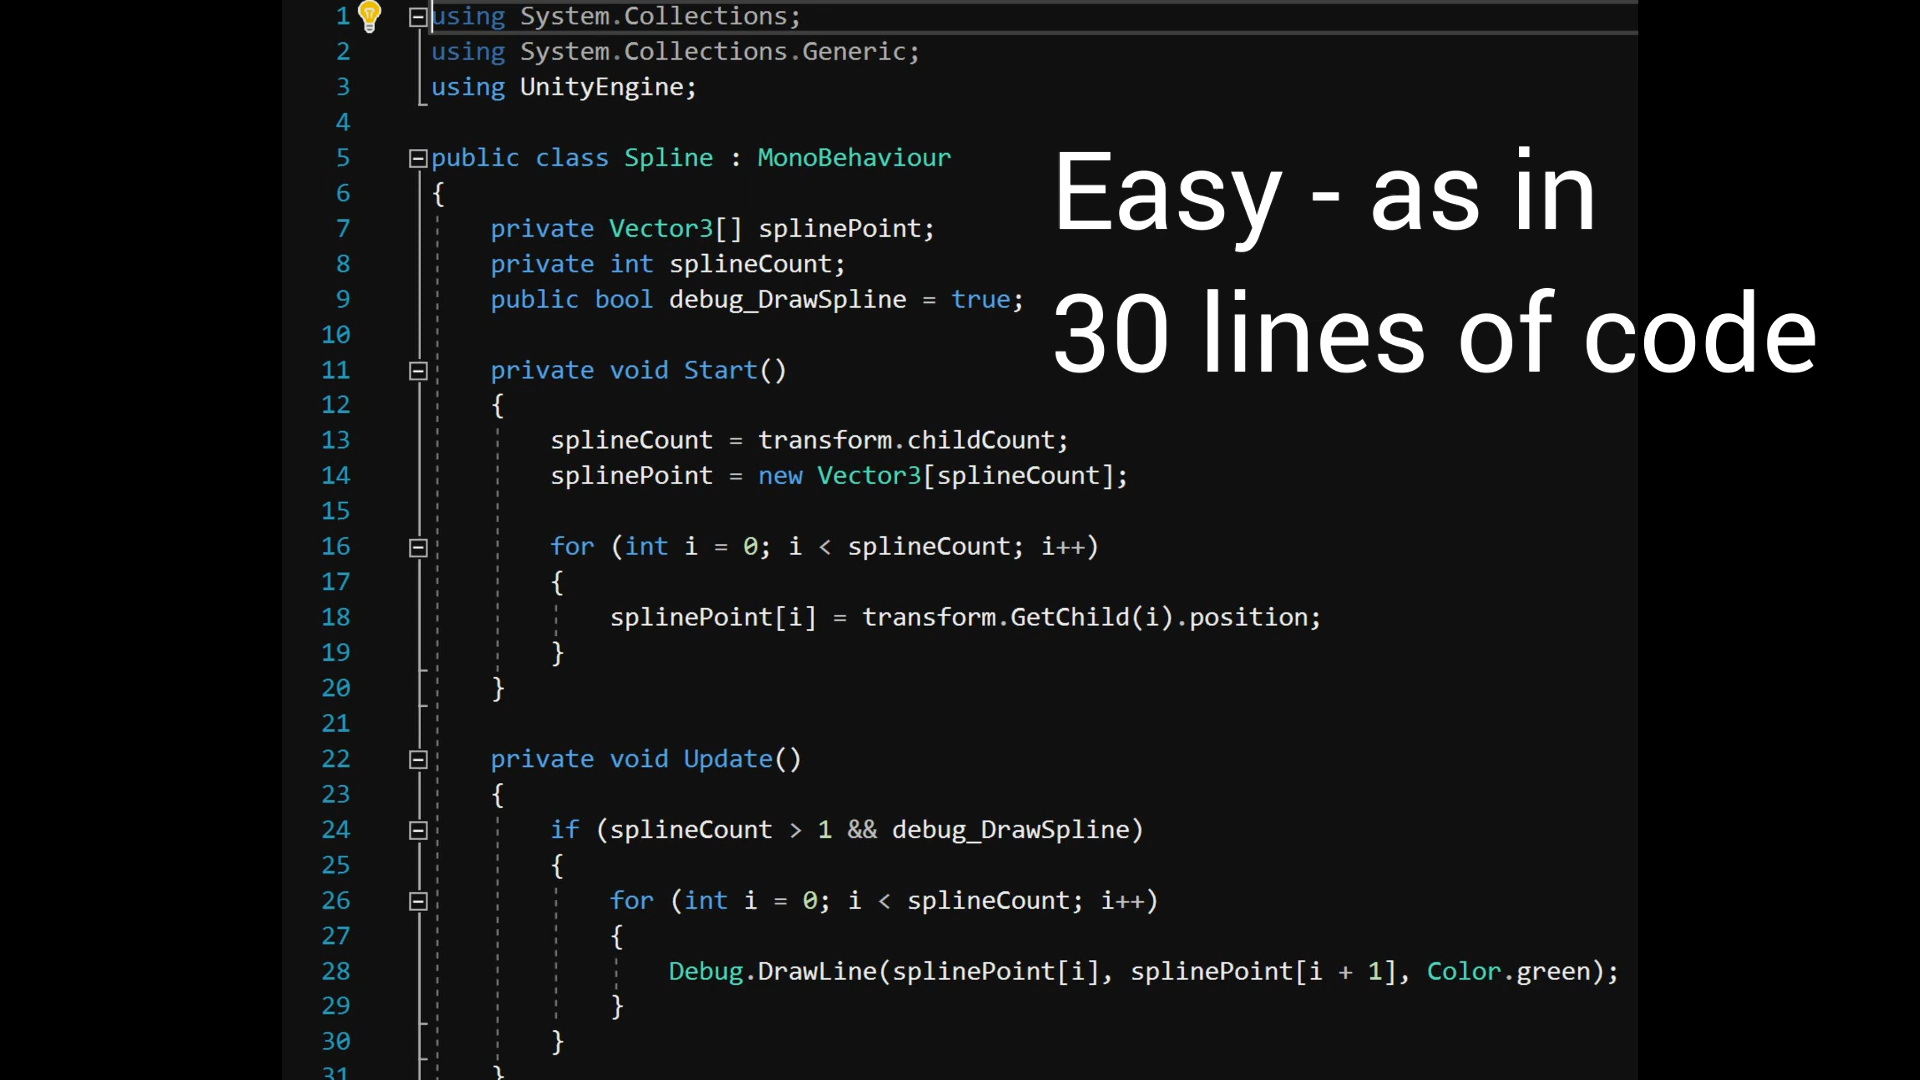 1 using System.Collections;
2 using System.Collections.Generic;
3 using UnityEngine;
4
5 public class Spline : MonoBehaviour
6 {
7 private Vector3[] splinePoint;
8 private int splineCount;
9 public bool debug_DrawSpline = true;
10
11 private void Start()
12 {
13 splineCount = transform.childCount;
14 splinePoint = new Vector3[splineCount];
15
16 for (int i = 0; i < splineCount; i++)
17 {
18 splinePoint[i] = transform.GetChild(i).position;
19 }
20 }
21
22 private void Update()
23 {
24 if (splineCount > 1 && debug_DrawSpline)
25 {
26 for (int i = 0; i < splineCount; i++)
27 {
28 Debug.DrawLine(splinePoint[i], splinePoint[i + 1], Color.green);
29 }
30 }
31 }
Easy - as in
30 lines of code